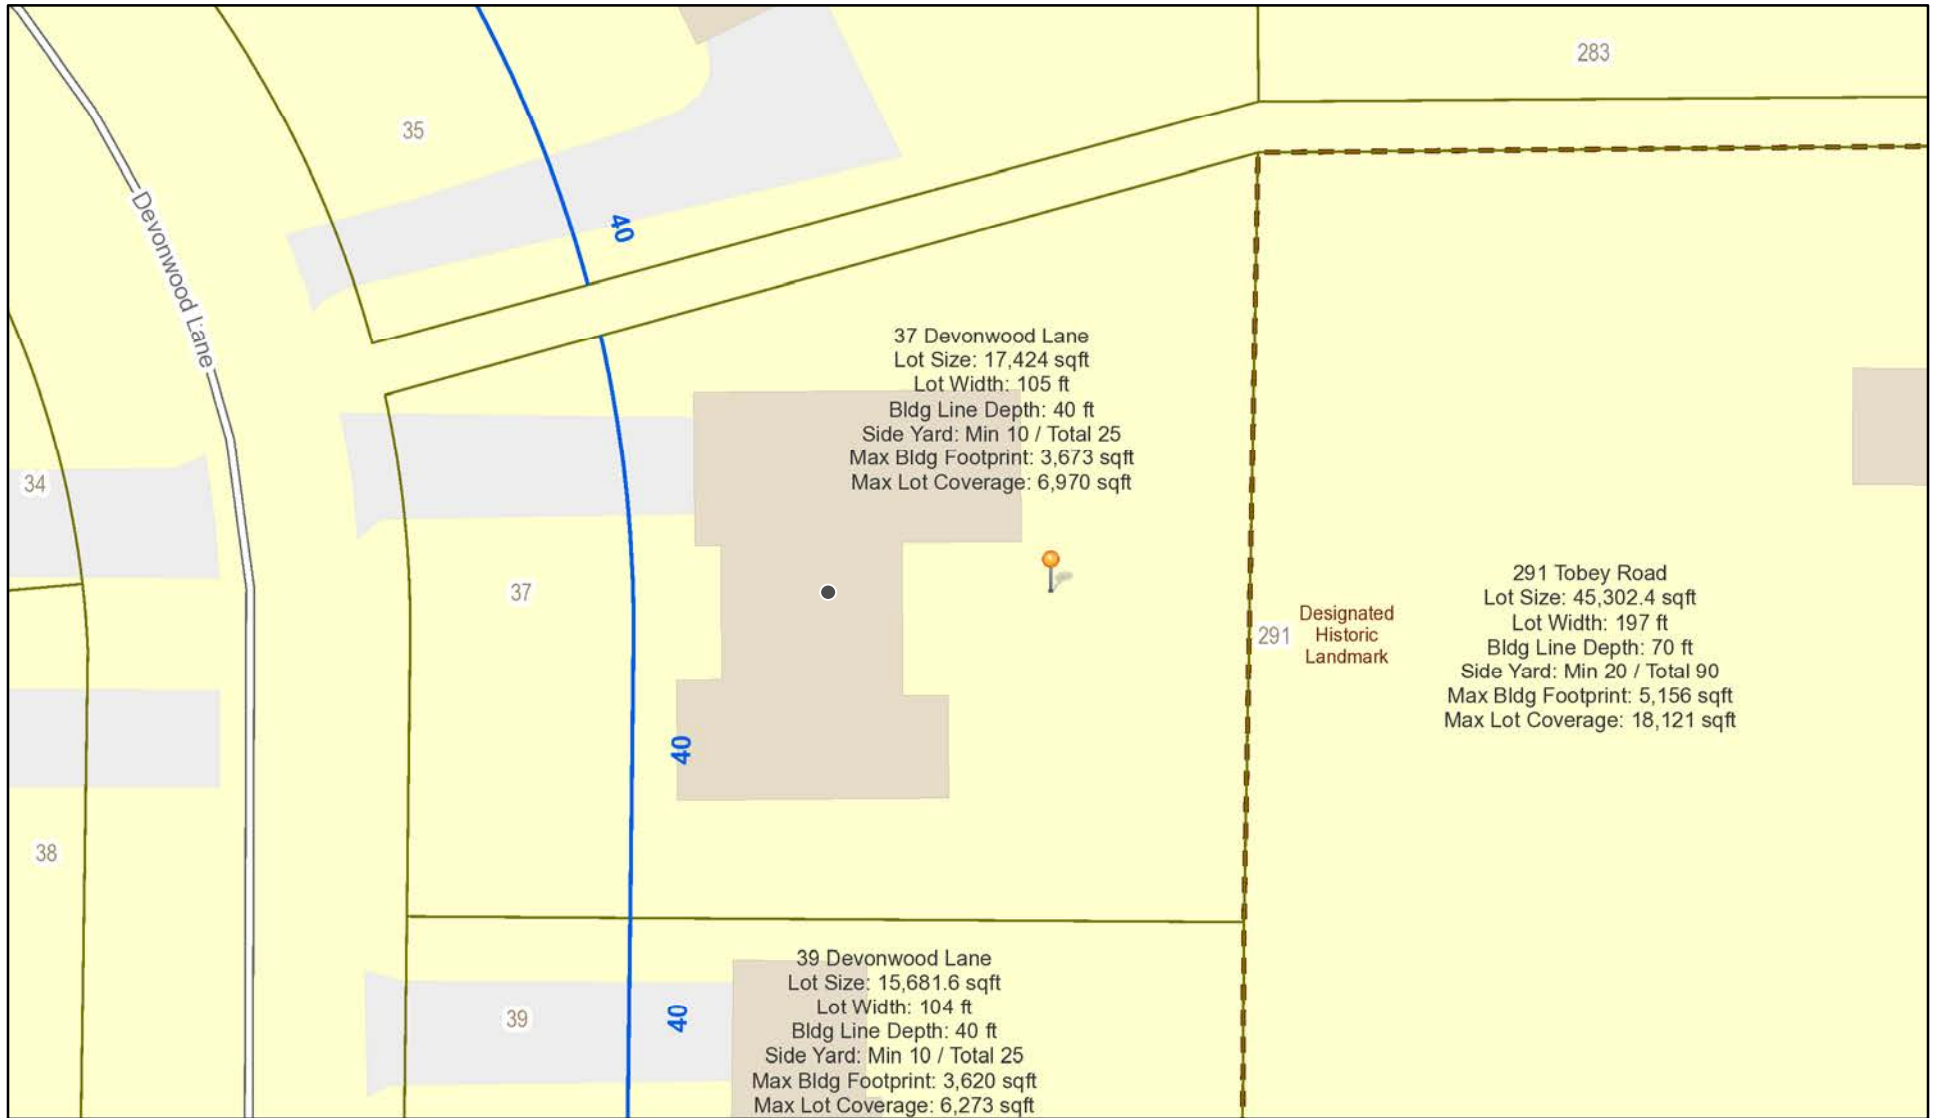 283
35
40
Devonwood Lane
37 Devonwood Lane
Lot Size: 17,424 sqft
Lot Width: 105 ft
Bldg Line Depth: 40 ft
Side Yard: Min 10 / Total 25
Max Bldg Footprint: 3,673 sqft
Max Lot Coverage: 6,970 sqft
34
37
291
Designated
Historic
Landmark
291 Tobey Road
Lot Size: 45,302.4 sqft
Lot Width: 197 ft
Bldg Line Depth: 70 ft
Side Yard: Min 20 / Total 90
Max Bldg Footprint: 5,156 sqft
Max Lot Coverage: 18,121 sqft
40
38
39 Devonwood Lane
Lot Size: 15,681.6 sqft
Lot Width: 104 ft
Bldg Line Depth: 40 ft
Side Yard: Min 10 / Total 25
Max Bldg Footprint: 3,620 sqft
Max Lot Coverage: 6,273 sqft
39
40